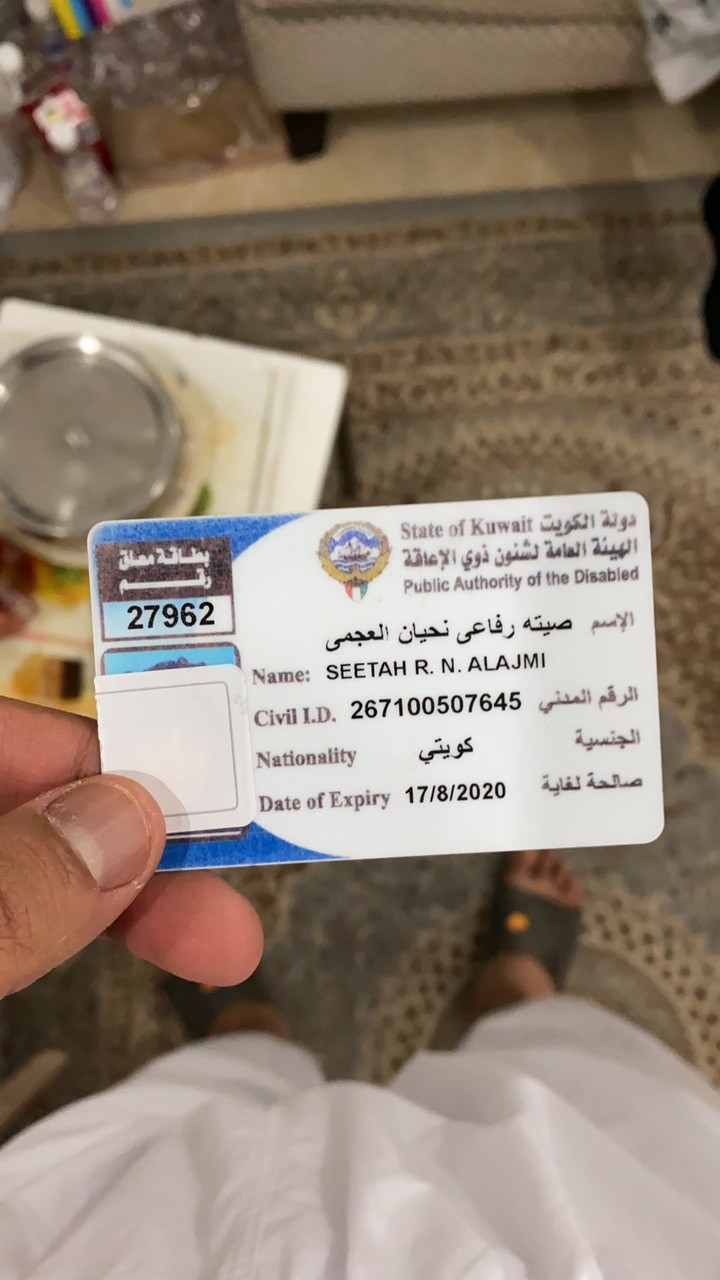 State of Kuwait دولة الكويت
الهيئة العامة لشئون ذوي الإعاقة
Public Authority of the Disabled
بطاقة معاق
رقم
27962
الإسم صيته رفاعى نحيان العجمى
Name: SEETAH R. N. ALAJMI
Civil I.D. 267100507645 الرقم المدني
Nationality كويتي الجنسية
Date of Expiry 17/8/2020 صالحة لغاية